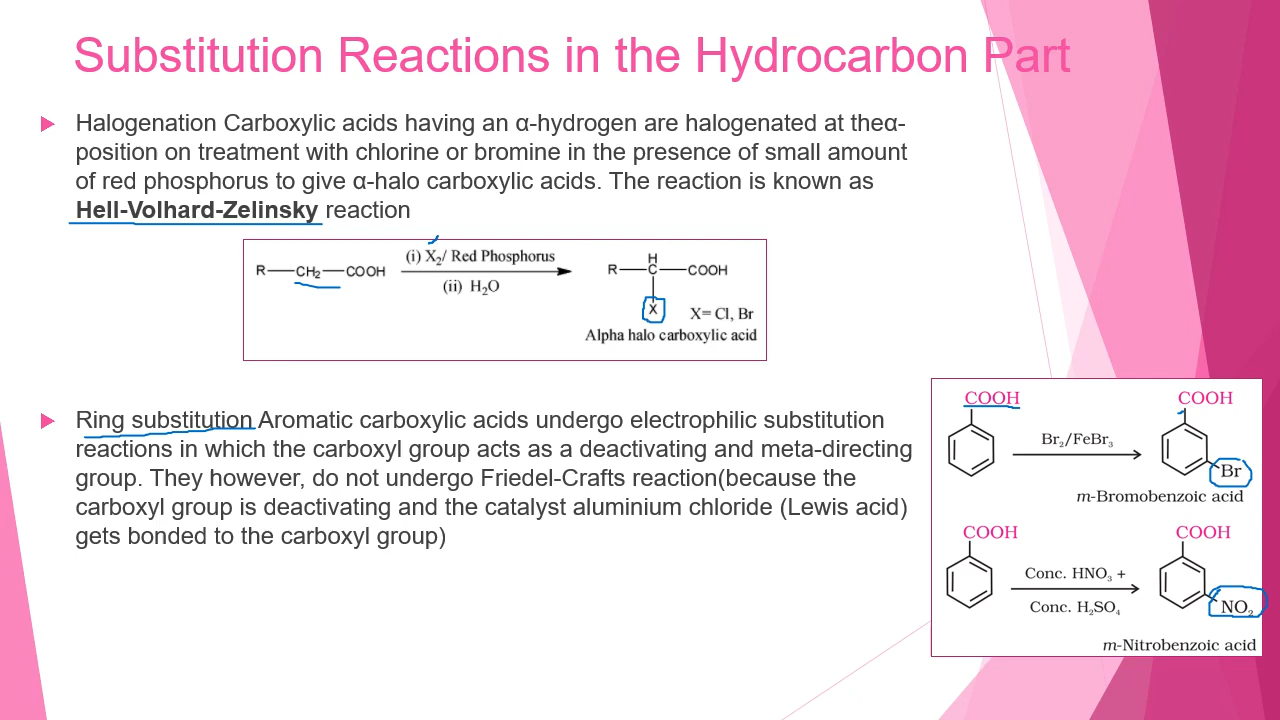 Substitution Reactions in the Hydrocarbon Part
Halogenation Carboxylic acids having an α-hydrogen are halogenated at theα-
position on treatment with chlorine or bromine in the presence of small amount
of red phosphorus to give α-halo carboxylic acids. The reaction is known as
Hell-Volhard-Zelinsky reaction
R—CH₂—COOH
(i) X₂/ Red Phosphorus
(ii) H₂O
H
R—C—COOH
X
X= Cl, Br
Alpha halo carboxylic acid
Ring substitution Aromatic carboxylic acids undergo electrophilic substitution
reactions in which the carboxyl group acts as a deactivating and meta-directing
group. They however, do not undergo Friedel-Crafts reaction(because the
carboxyl group is deactivating and the catalyst aluminium chloride (Lewis acid)
gets bonded to the carboxyl group)
COOH
Br₂/FeBr₃
COOH
Br
m-Bromobenzoic acid
COOH
Conc. HNO₃ +
Conc. H₂SO₄
COOH
NO₂
m-Nitrobenzoic acid